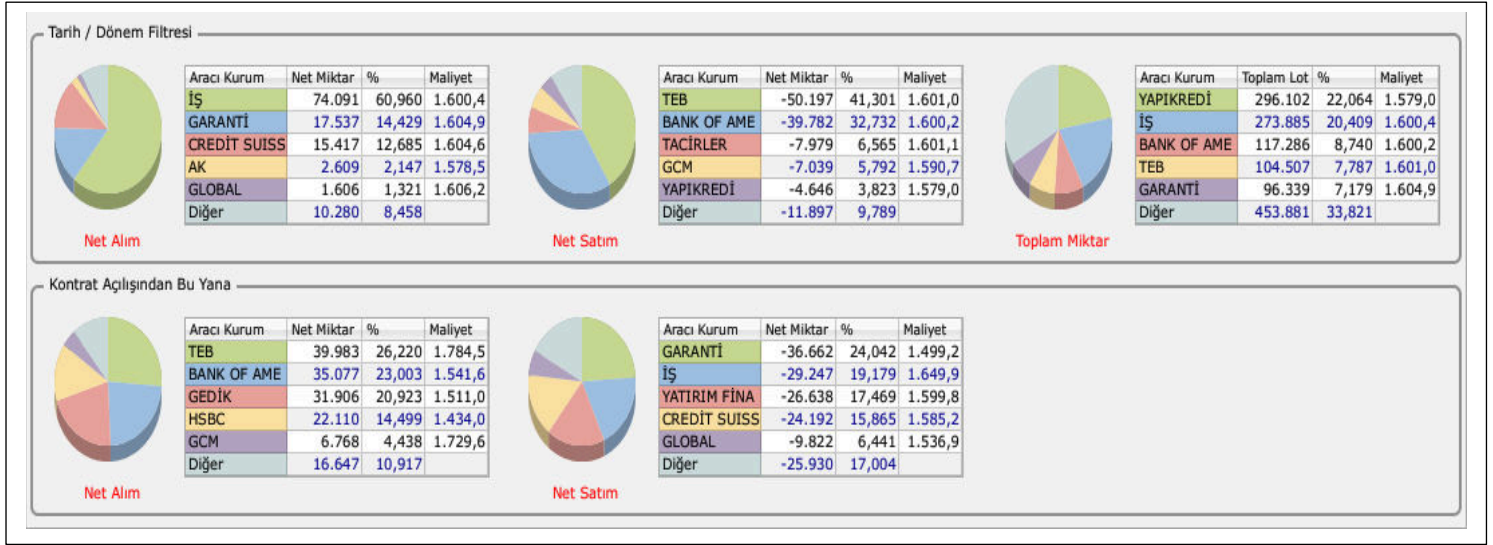 Tarih / Dönem Filtresi
Aracı Kurum Net Miktar % Maliyet
İŞ 74.091 60,960 1.600,4
GARANTİ 17.537 14,429 1.604,9
CREDİT SUISS 15.417 12,685 1.604,6
AK 2.609 2,147 1.578,5
GLOBAL 1.606 1,321 1.606,2
Diğer 10.280 8,458
Net Alım
Aracı Kurum Net Miktar % Maliyet
TEB -50.197 41,301 1.601,0
BANK OF AME -39.782 32,732 1.600,2
TACİRLER -7.979 6,565 1.601,1
GCM -7.039 5,792 1.590,7
YAPIKREDİ -4.646 3,823 1.579,0
Diğer -11.897 9,789
Net Satım
Aracı Kurum Toplam Lot % Maliyet
YAPIKREDİ 296.102 22,064 1.579,0
İŞ 273.885 20,409 1.600,4
BANK OF AME 117.286 8,740 1.600,2
TEB 104.507 7,787 1.601,0
GARANTİ 96.339 7,179 1.604,9
Diğer 453.881 33,821
Toplam Miktar
Kontrat Açılışından Bu Yana
Aracı Kurum Net Miktar % Maliyet
TEB 39.983 26,220 1.784,5
BANK OF AME 35.077 23,003 1.541,6
GEDİK 31.906 20,923 1.511,0
HSBC 22.110 14,499 1.434,0
GCM 6.768 4,438 1.729,6
Diğer 16.647 10,917
Net Alım
Aracı Kurum Net Miktar % Maliyet
GARANTİ -36.662 24,042 1.499,2
İŞ -29.247 19,179 1.649,9
YATIRIM FİNA -26.638 17,469 1.599,8
CREDİT SUISS -24.192 15,865 1.585,2
GLOBAL -9.822 6,441 1.536,9
Diğer -25.930 17,004
Net Satım